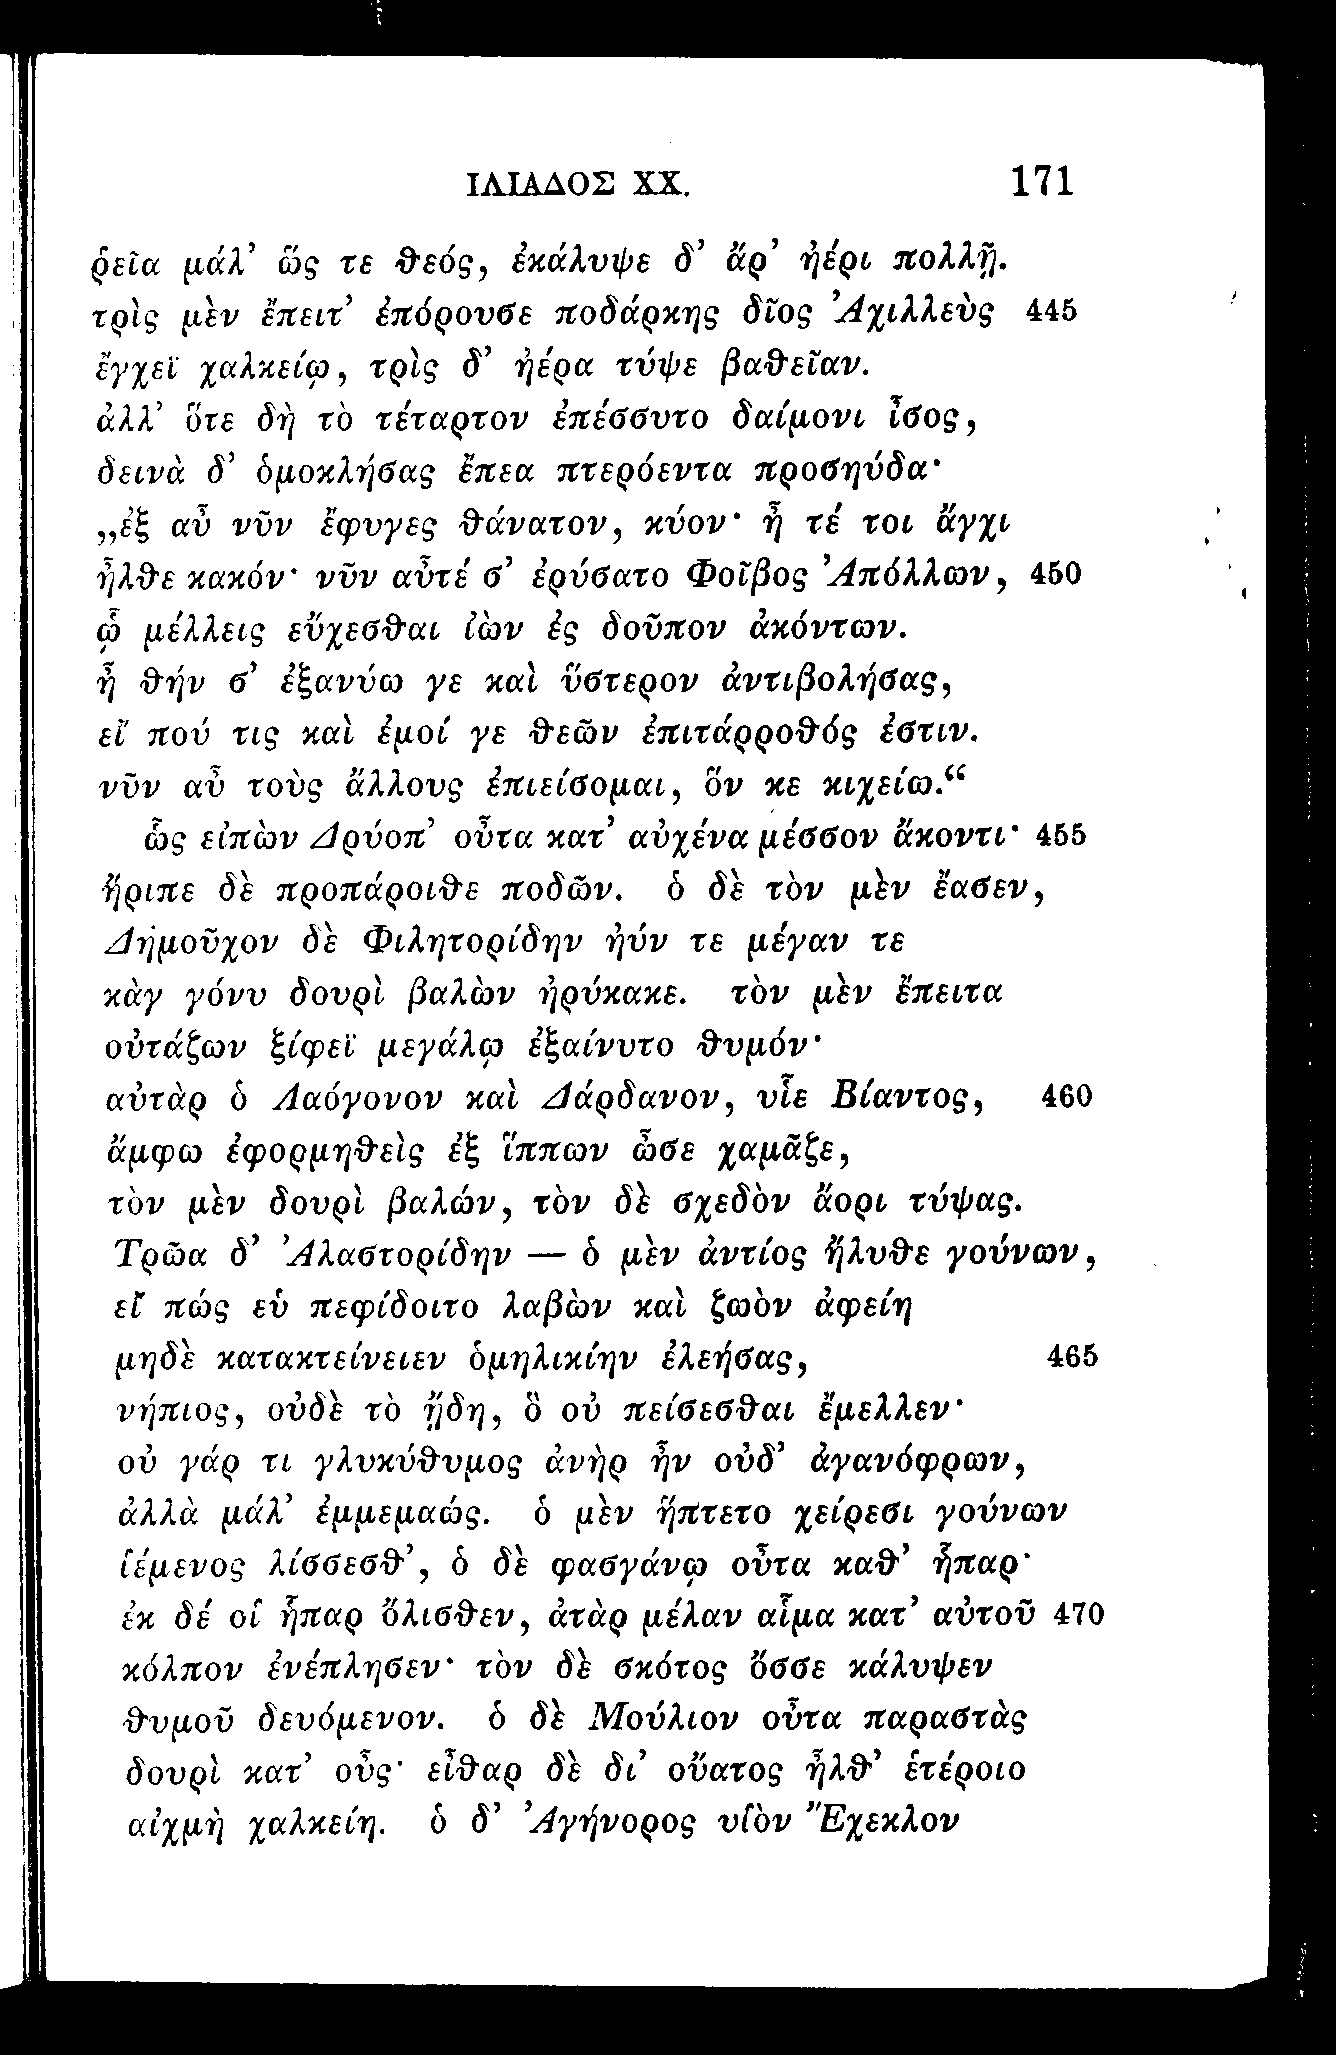 ΙΛΙΑΔΟΣ XX. 171
ῥεῖα μάλ’ ὥς τε θεός, ἐκάλυψε δ’ ἄρ’ ἠέρι πολλῇ.
τρὶς μὲν ἔπειτ’ ἐπόρουσε ποδάρκης δῖος Ἀχιλλεὺς 445
ἔγχεϊ χαλκείῳ, τρὶς δ’ ἠέρα τύψε βαθεῖαν.
ἀλλ’ ὅτε δὴ τὸ τέταρτον ἐπέσσυτο δαίμονι ἶσος,
δεινὰ δ’ ὁμοκλήσας ἔπεα πτερόεντα προσηύδα·
„ἐξ αὖ νῦν ἔφυγες θάνατον, κύον· ἦ τέ τοι ἄγχι
ἦλθε κακόν· νῦν αὖτέ σ’ ἐρύσατο Φοῖβος Ἀπόλλων, 450
ᾧ μέλλεις εὔχεσθαι ἰὼν ἐς δοῦπον ἀκόντων.
ἦ θήν σ’ ἐξανύω γε καὶ ὕστερον ἀντιβολήσας,
εἴ πού τις καὶ ἐμοί γε θεῶν ἐπιτάρροθός ἐστιν.
νῦν αὖ τοὺς ἄλλους ἐπιείσομαι, ὅν κε κιχείω.“
ὣς εἰπὼν Δρύοπ’ οὖτα κατ’ αὐχένα μέσσον ἄκοντι· 455
ἤριπε δὲ προπάροιθε ποδῶν. ὁ δὲ τὸν μὲν ἔασεν,
Δημοῦχον δὲ Φιλητορίδην ἠύν τε μέγαν τε
κὰγ γόνυ δουρὶ βαλὼν ἠρύκακε. τὸν μὲν ἔπειτα
οὐτάζων ξίφεϊ μεγάλῳ ἐξαίνυτο θυμόν·
αὐτὰρ ὁ Λαόγονον καὶ Δάρδανον, υἷε Βίαντος, 460
ἄμφω ἐφορμηθεὶς ἐξ ἵππων ὦσε χαμᾶζε,
τὸν μὲν δουρὶ βαλών, τὸν δὲ σχεδὸν ἄορι τύψας.
Τρῶα δ’ Ἀλαστορίδην — ὁ μὲν ἀντίος ἤλυθε γούνων,
εἴ πώς εὑ πεφίδοιτο λαβὼν καὶ ζωὸν ἀφείη
μηδὲ κατακτείνειεν ὁμηλικίην ἐλεήσας, 465
νήπιος, οὐδὲ τὸ ᾔδη, ὃ οὐ πείσεσθαι ἔμελλεν·
οὐ γάρ τι γλυκύθυμος ἀνὴρ ἦν οὐδ’ ἀγανόφρων,
ἀλλὰ μάλ’ ἐμμεμαώς. ὁ μὲν ἥπτετο χείρεσι γούνων
ἱέμενος λίσσεσθ’, ὁ δὲ φασγάνῳ οὖτα καθ’ ἧπαρ·
ἐκ δέ οἱ ἧπαρ ὄλισθεν, ἀτὰρ μέλαν αἷμα κατ’ αὐτοῦ 470
κόλπον ἐνέπλησεν· τὸν δὲ σκότος ὄσσε κάλυψεν
θυμοῦ δευόμενον. ὁ δὲ Μούλιον οὖτα παραστὰς
δουρὶ κατ’ οὖς· εἶθαρ δὲ δι’ οὔατος ἦλθ’ ἑτέροιο
αἰχμὴ χαλκείη. ὁ δ’ Ἀγήνορος υἱὸν Ἔχεκλον